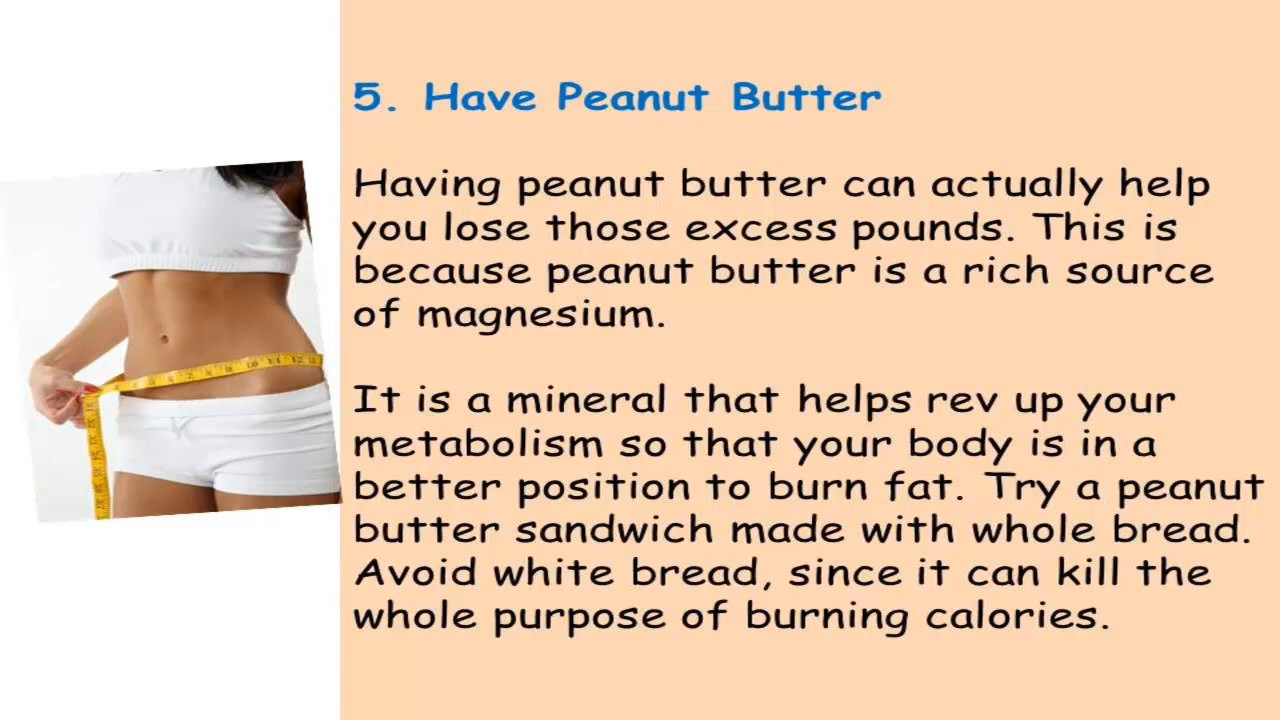 5. Have Peanut Butter
Having peanut butter can actually help
you lose those excess pounds. This is
because peanut butter is a rich source
of magnesium.
It is a mineral that helps rev up your
metabolism so that your body is in a
better position to burn fat. Try a peanut
butter sandwich made with whole bread.
Avoid white bread, since it can kill the
whole purpose of burning calories.